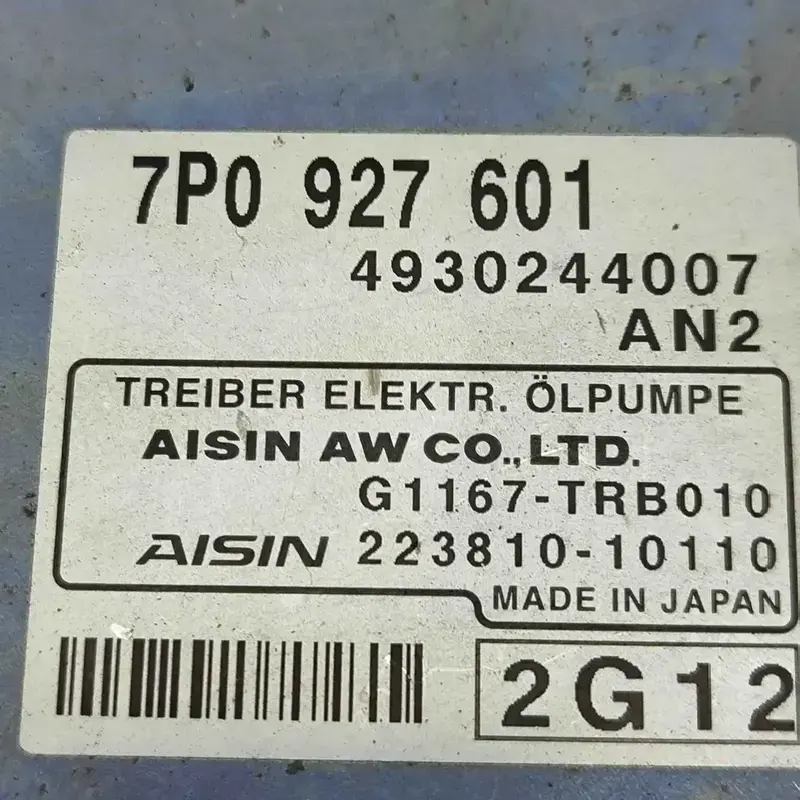 7P0 927 601
4930244007
AN2
TREIBER ELEKTR. ÖLPUMPE
AISIN AW CO.,LTD.
G1167-TRB010
AISIN 223810-10110
MADE IN JAPAN
2G12